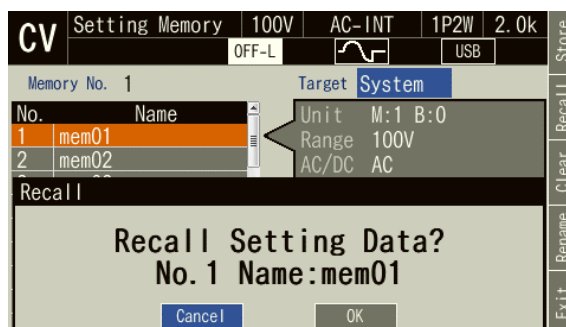 CV
Setting Memory 100V AC-INT 1P2W 2.0k
OFF-L USB
Memory No. 1 Target System
No. Name
1 mem01
2 mem02
Unit M:1 B:0
Range 100V
AC/DC AC
Recall
Recall Setting Data?
No.1 Name:mem01
Cancel OK
Store
Recall
Clear
Rename
Exit